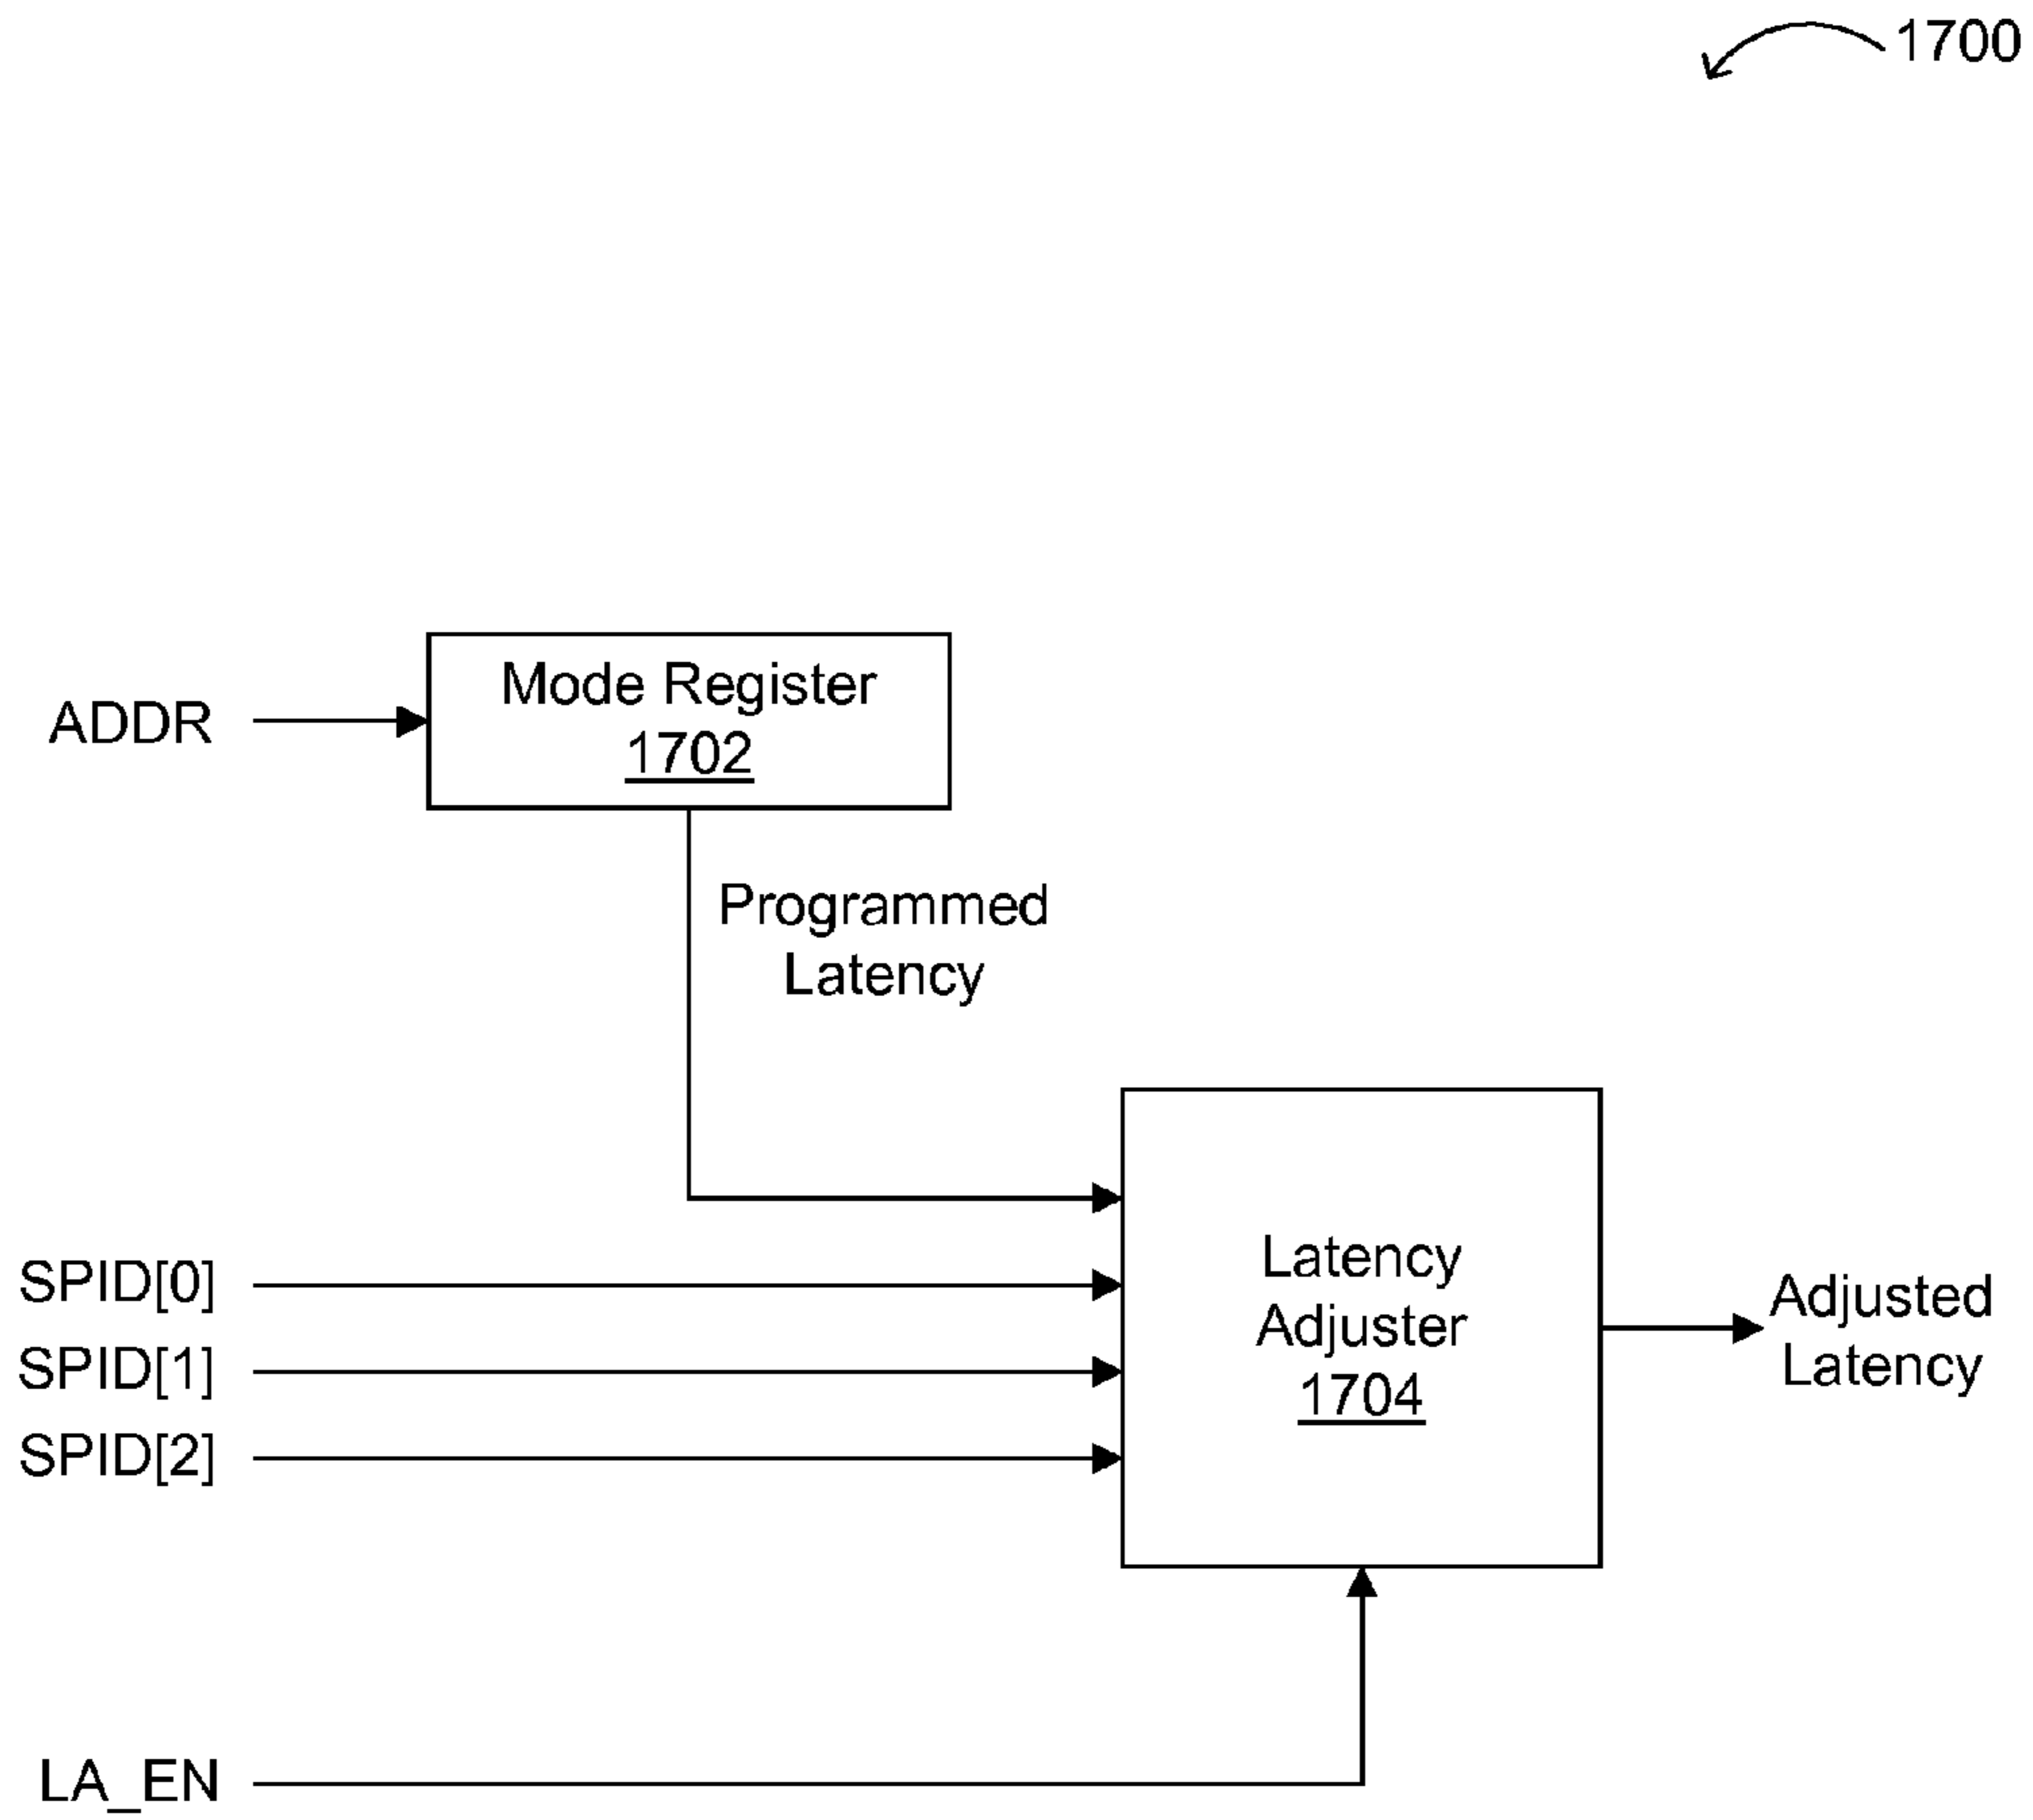 1700
ADDR
Mode Register
1702
Programmed
Latency
SPID[0]
SPID[1]
SPID[2]
Latency
Adjuster
1704
Adjusted
Latency
LA_EN